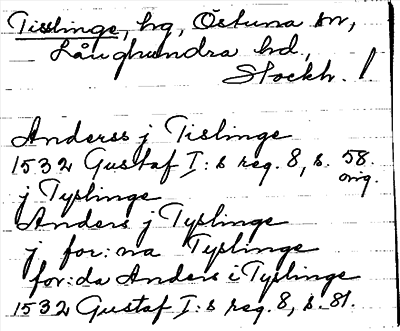 Tisslinge, hg, Östuna sn,
Långhundra hd.,
Stockh. l
Anderss j Tislinge
1532 Gustaf I:s reg. 8, s. 58.
orig.
j Tyslinge
Anders j Tyslinge
j for:na Tyslinge
for:da Anders i Tyslinge
1532 Gustaf I:s reg. 8, s. 81.